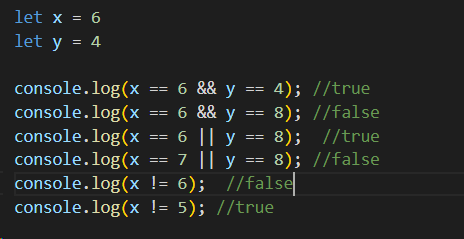 let x = 6
let y = 4
console.log(x == 6 && y == 4); //true
console.log(x == 6 && y == 8); //false
console.log(x == 6 || y == 8);  //true
console.log(x == 7 || y == 8); //false
console.log(x != 6);  //false
console.log(x != 5); //true